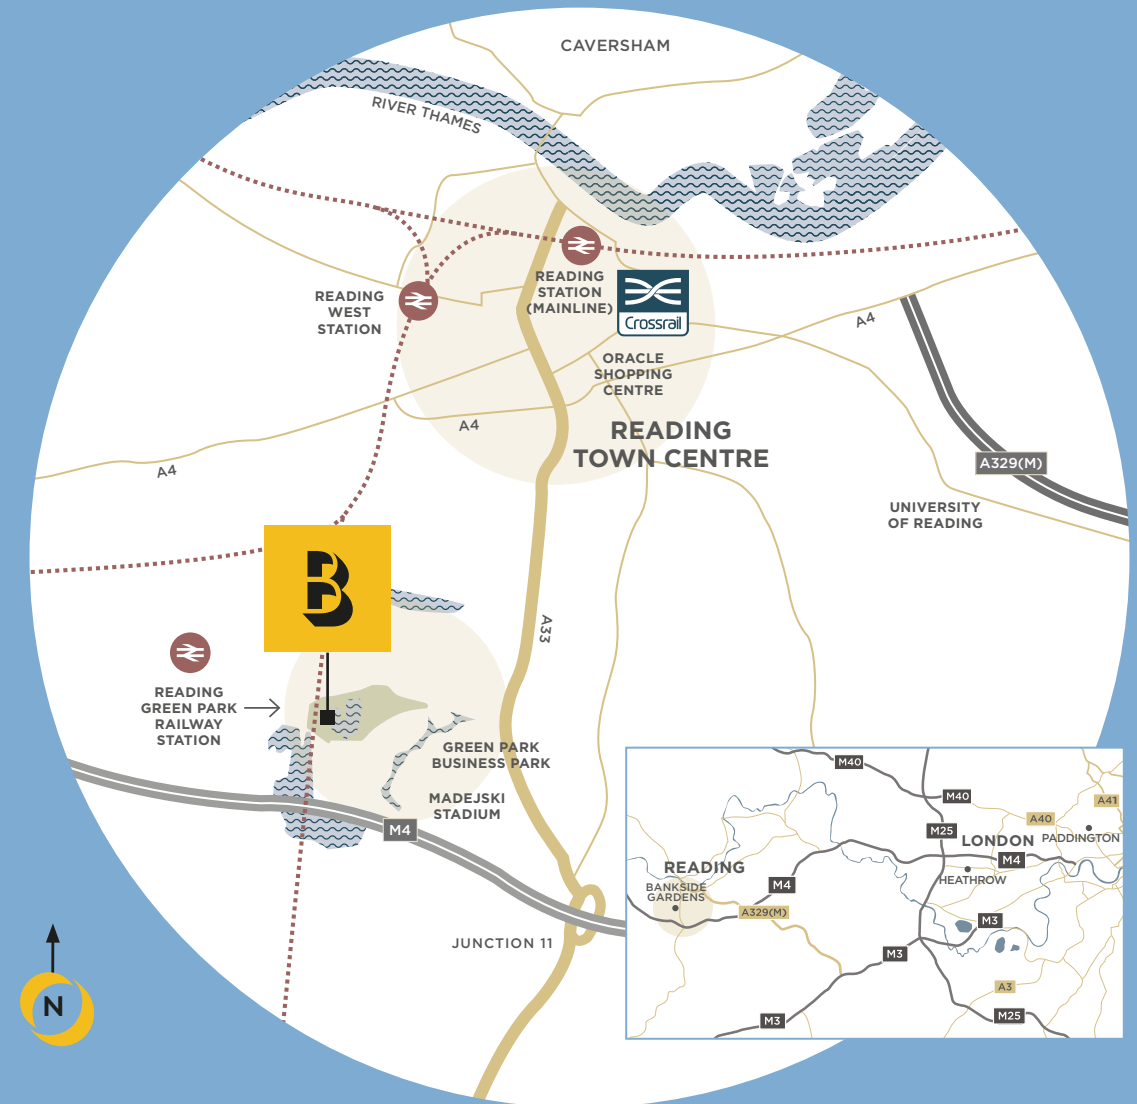 CAVERSHAM
RIVER THAMES
READING
STATION
(MAINLINE)
READING
WEST
STATION
Crossrail
A4
ORACLE
SHOPPING
CENTRE
A4
READING
TOWN CENTRE
A4
A329(M)
UNIVERSITY
OF READING
B
A33
READING
GREEN PARK
RAILWAY
STATION
GREEN PARK
BUSINESS PARK
MADEJSKI
STADIUM
M4
JUNCTION 11
N
M40
M40
A41
A40
M25
PADDINGTON
LONDON
M4
READING
HEATHROW
M4
BANKSIDE
GARDENS
A329(M)
M3
M3
A3
M3
M25